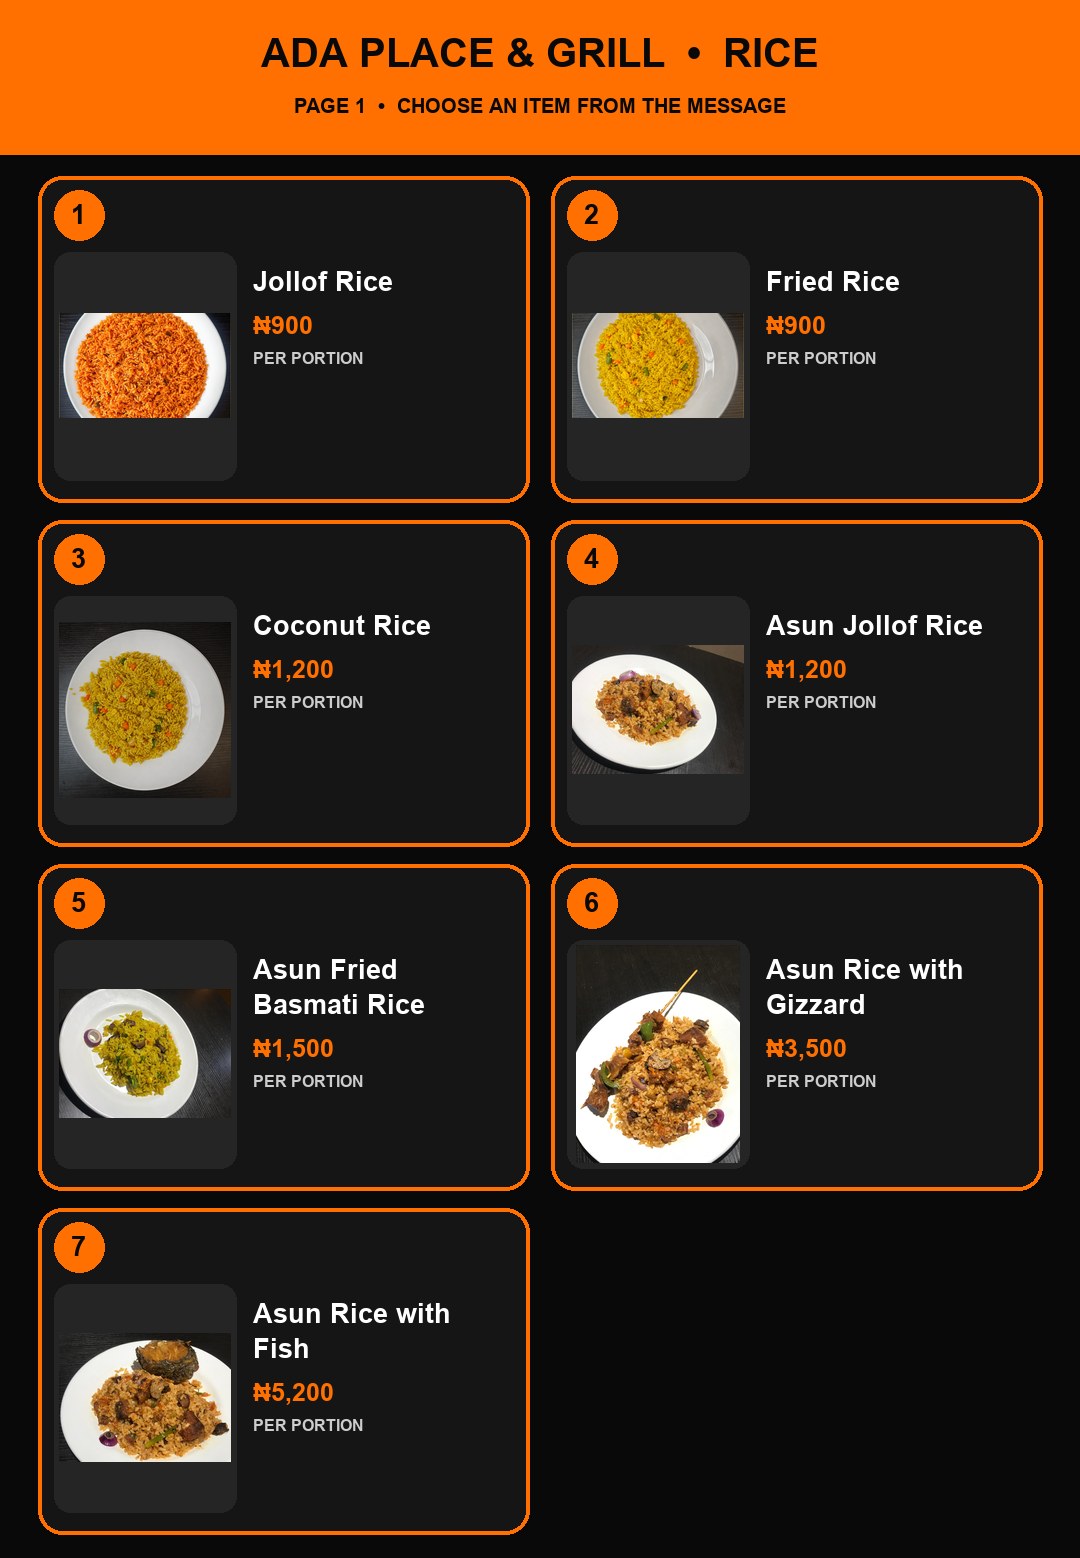 ADA PLACE & GRILL • RICE
PAGE 1 • CHOOSE AN ITEM FROM THE MESSAGE
1
Jollof Rice
₦900
PER PORTION
2
Fried Rice
₦900
PER PORTION
3
Coconut Rice
₦1,200
PER PORTION
4
Asun Jollof Rice
₦1,200
PER PORTION
5
Asun Fried
Basmati Rice
₦1,500
PER PORTION
6
Asun Rice with
Gizzard
₦3,500
PER PORTION
7
Asun Rice with
Fish
₦5,200
PER PORTION